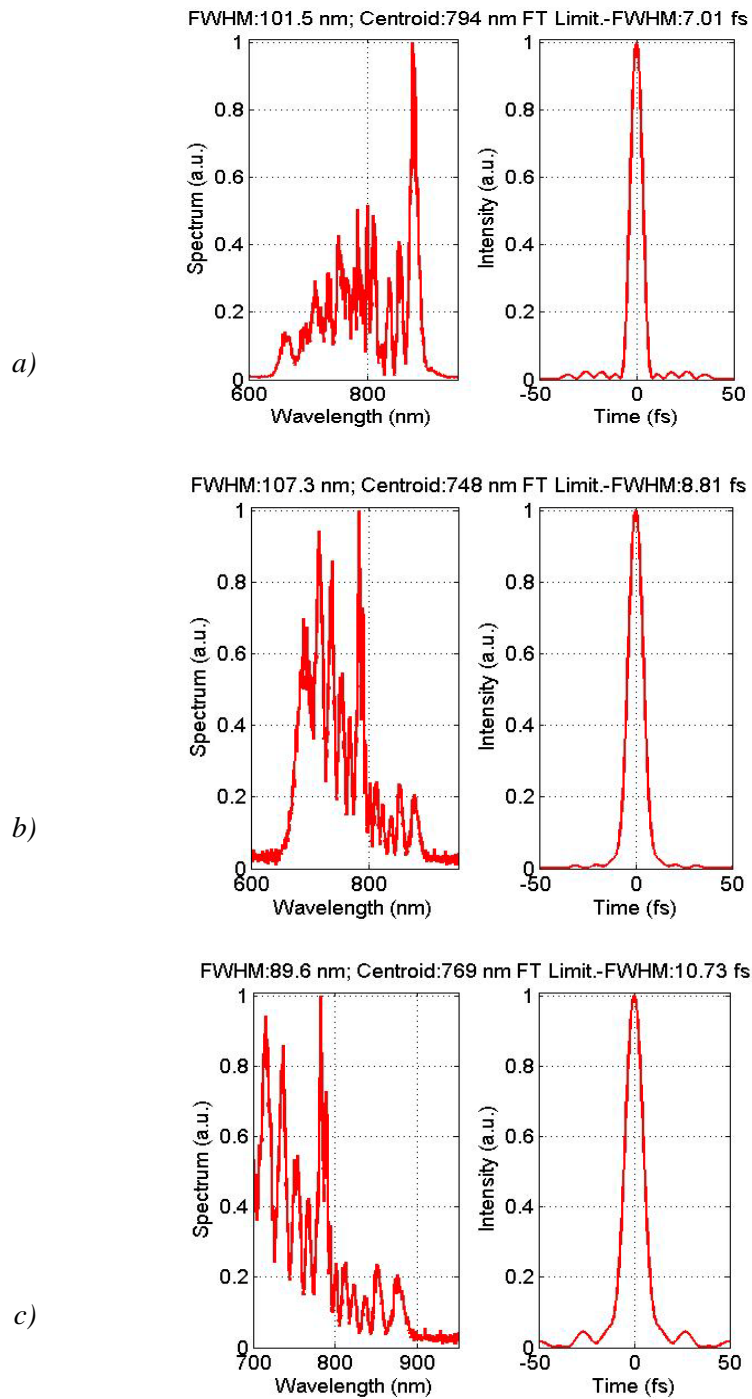 FWHM:101.5 nm; Centroid:794 nm FT Limit.-FWHM:7.01 fs
1
0.8
0.6
0.4
0.2
0
Spectrum (a.u.)
600 800
Wavelength (nm)
1
0.8
0.6
0.4
0.2
0
Intensity (a.u.)
-50 0 50
Time (fs)
a)
FWHM:107.3 nm; Centroid:748 nm FT Limit.-FWHM:8.81 fs
1
0.8
0.6
0.4
0.2
0
Spectrum (a.u.)
600 800
Wavelength (nm)
1
0.8
0.6
0.4
0.2
0
Intensity (a.u.)
-50 0 50
Time (fs)
b)
FWHM:89.6 nm; Centroid:769 nm FT Limit.-FWHM:10.73 fs
1
0.8
0.6
0.4
0.2
0
Spectrum (a.u.)
700 800 900
Wavelength (nm)
1
0.8
0.6
0.4
0.2
0
Intensity (a.u.)
-50 0 50
Time (fs)
c)